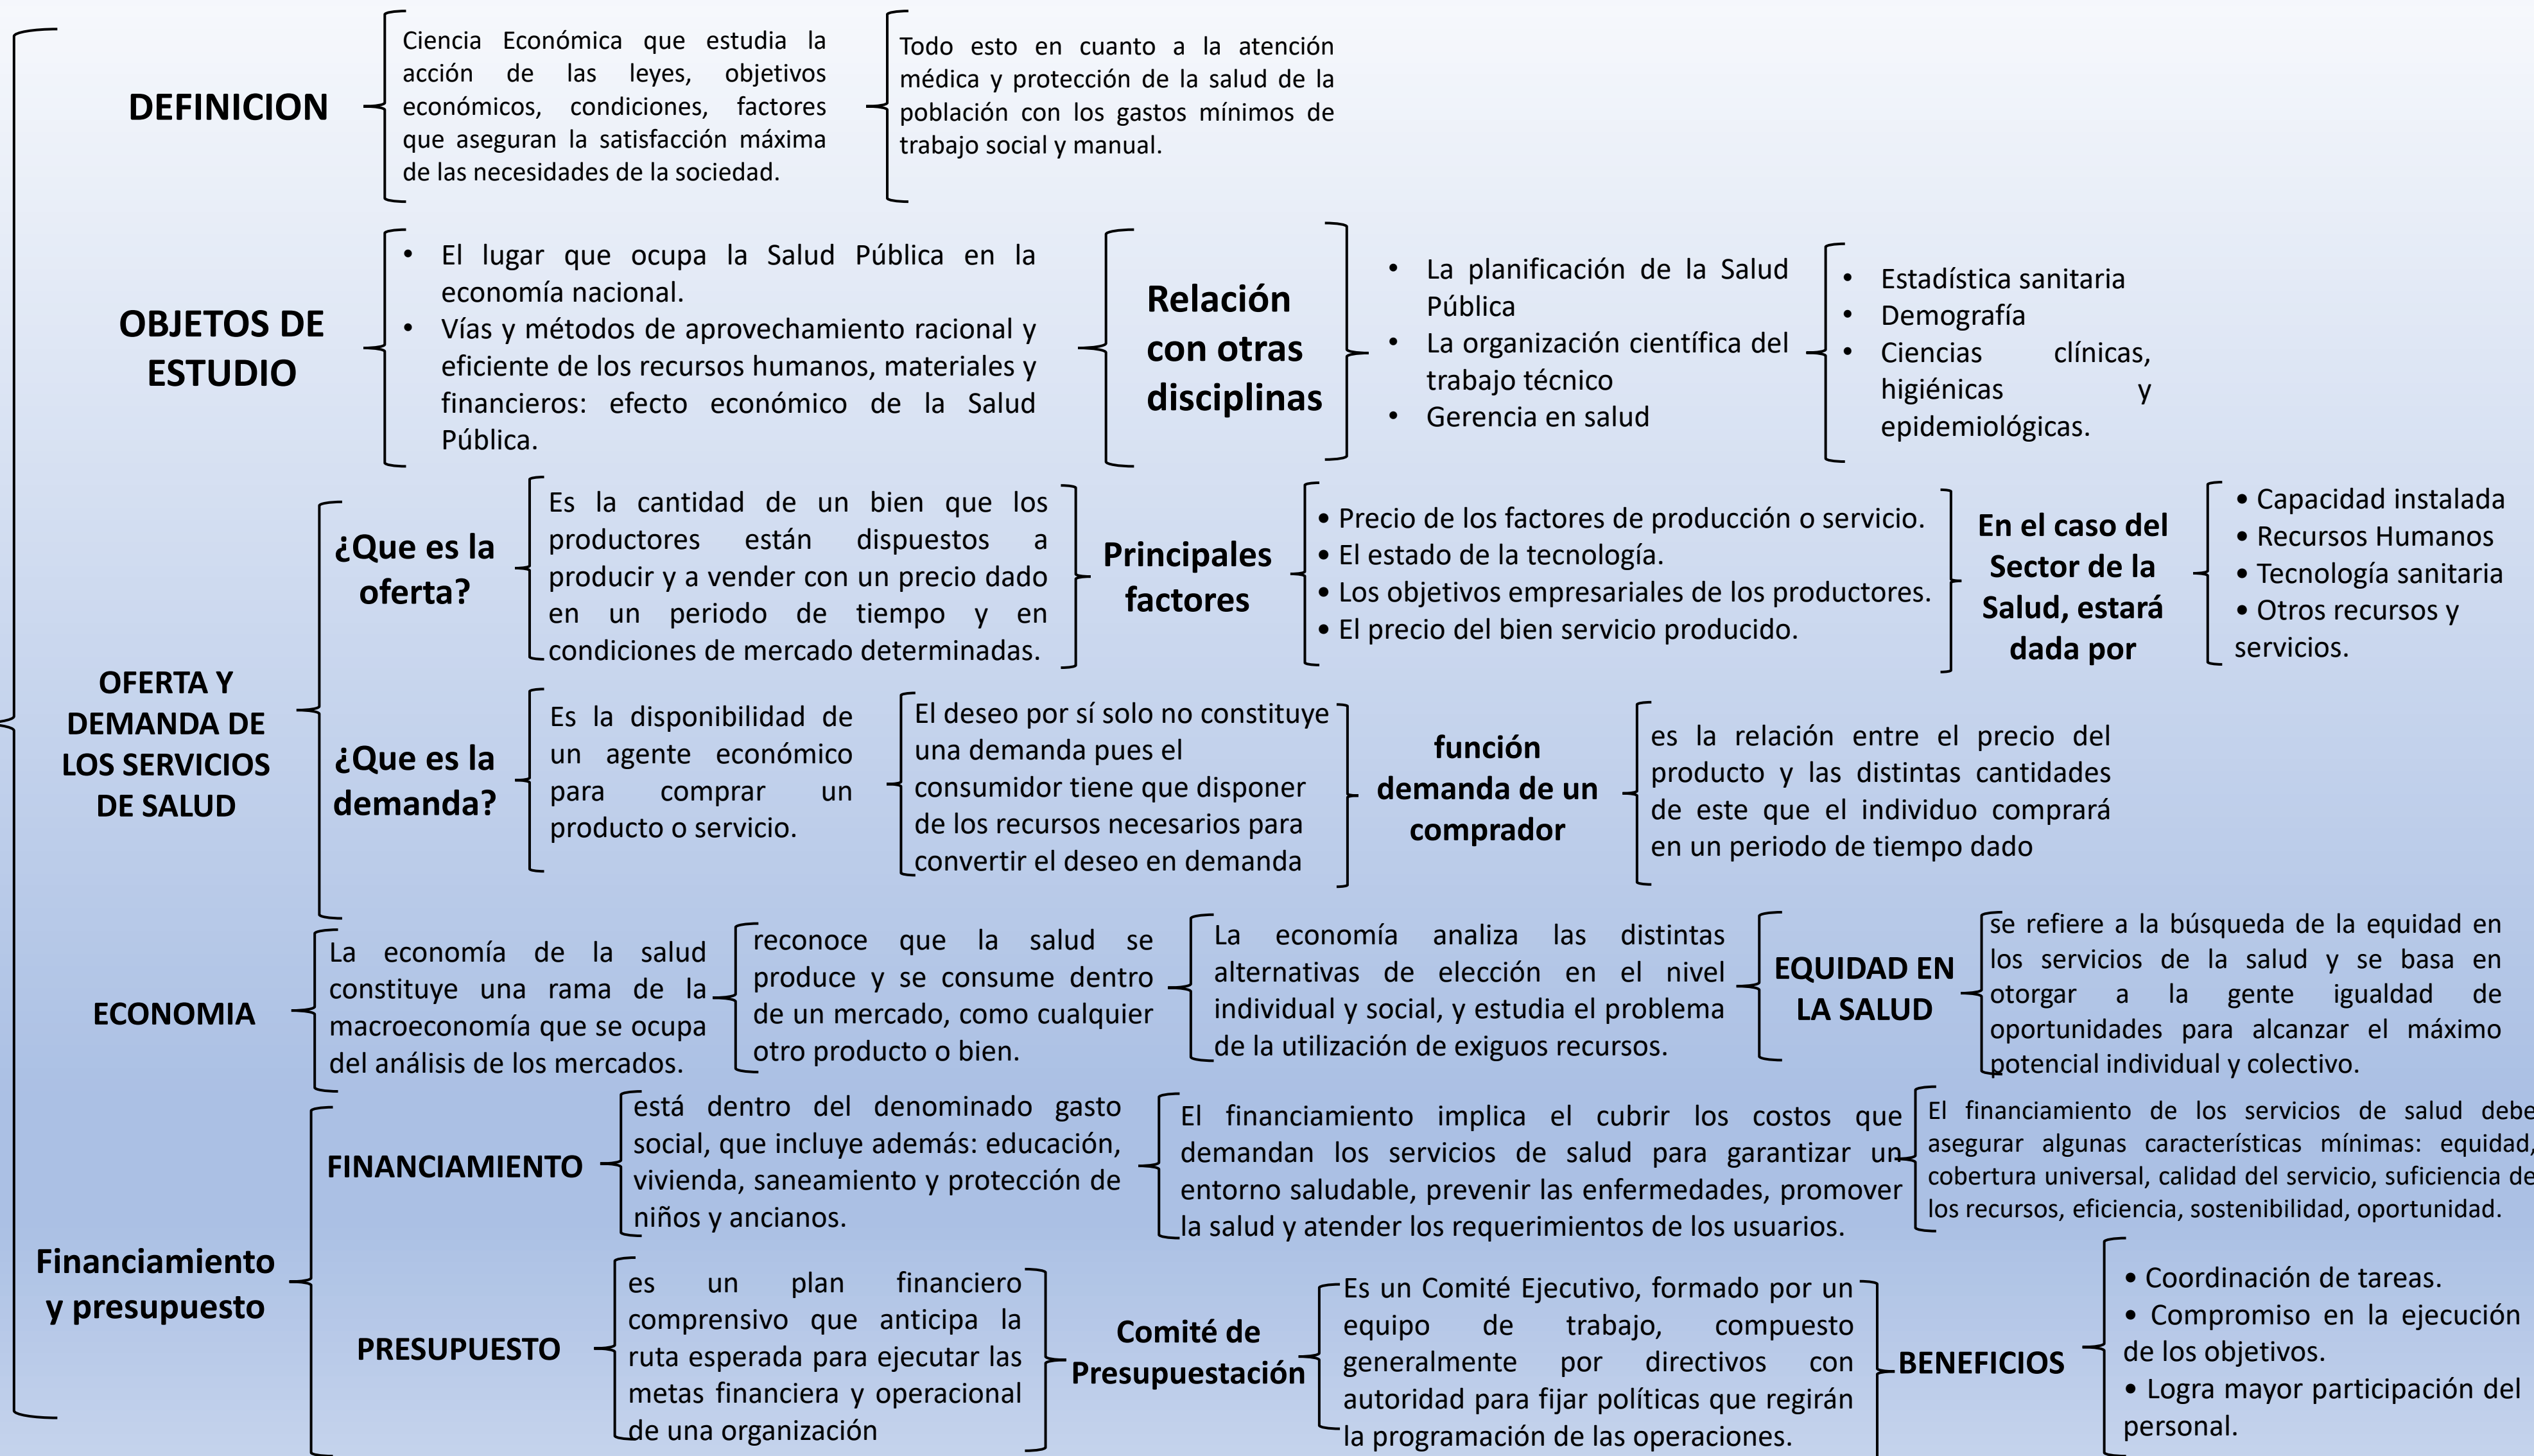 DEFINICION
Ciencia Económica que estudia la
acción de las leyes, objetivos
económicos, condiciones, factores
que aseguran la satisfacción máxima
de las necesidades de la sociedad.
Todo esto en cuanto a la atención
médica y protección de la salud de la
población con los gastos mínimos de
trabajo social y manual.
OBJETOS DE
ESTUDIO
• El lugar que ocupa la Salud Pública en la
economía nacional.
• Vías y métodos de aprovechamiento racional y
eficiente de los recursos humanos, materiales y
financieros: efecto económico de la Salud
Pública.
Relación
con otras
disciplinas
• La planificación de la Salud
Pública
• La organización científica del
trabajo técnico
• Gerencia en salud
• Estadística sanitaria
• Demografía
• Ciencias clínicas,
higiénicas y
epidemiológicas.
OFERTA Y
DEMANDA DE
LOS SERVICIOS
DE SALUD
¿Que es la
oferta?
Es la cantidad de un bien que los
productores están dispuestos a
producir y a vender con un precio dado
en un periodo de tiempo y en
condiciones de mercado determinadas.
Principales
factores
• Precio de los factores de producción o servicio.
• El estado de la tecnología.
• Los objetivos empresariales de los productores.
• El precio del bien servicio producido.
En el caso del
Sector de la
Salud, estará
dada por
• Capacidad instalada
• Recursos Humanos
• Tecnología sanitaria
• Otros recursos y
servicios.
¿Que es la
demanda?
Es la disponibilidad de
un agente económico
para comprar un
producto o servicio.
El deseo por sí solo no constituye
una demanda pues el
consumidor tiene que disponer
de los recursos necesarios para
convertir el deseo en demanda
función
demanda de un
comprador
es la relación entre el precio del
producto y las distintas cantidades
de este que el individuo comprará
en un periodo de tiempo dado
ECONOMIA
La economía de la salud
constituye una rama de la
macroeconomía que se ocupa
del análisis de los mercados.
reconoce que la salud se
produce y se consume dentro
de un mercado, como cualquier
otro producto o bien.
La economía analiza las distintas
alternativas de elección en el nivel
individual y social, y estudia el problema
de la utilización de exiguos recursos.
EQUIDAD EN
LA SALUD
se refiere a la búsqueda de la equidad en
los servicios de la salud y se basa en
otorgar a la gente igualdad de
oportunidades para alcanzar el máximo
potencial individual y colectivo.
Financiamiento
y presupuesto
FINANCIAMIENTO
está dentro del denominado gasto
social, que incluye además: educación,
vivienda, saneamiento y protección de
niños y ancianos.
El financiamiento implica el cubrir los costos que
demandan los servicios de salud para garantizar un
entorno saludable, prevenir las enfermedades, promover
la salud y atender los requerimientos de los usuarios.
El financiamiento de los servicios de salud debe
asegurar algunas características mínimas: equidad,
cobertura universal, calidad del servicio, suficiencia de
los recursos, eficiencia, sostenibilidad, oportunidad.
PRESUPUESTO
es un plan financiero
comprensivo que anticipa la
ruta esperada para ejecutar las
metas financiera y operacional
de una organización
Comité de
Presupuestación
Es un Comité Ejecutivo, formado por un
equipo de trabajo, compuesto
generalmente por directivos con
autoridad para fijar políticas que regirán
la programación de las operaciones.
BENEFICIOS
• Coordinación de tareas.
• Compromiso en la ejecución
de los objetivos.
• Logra mayor participación del
personal.